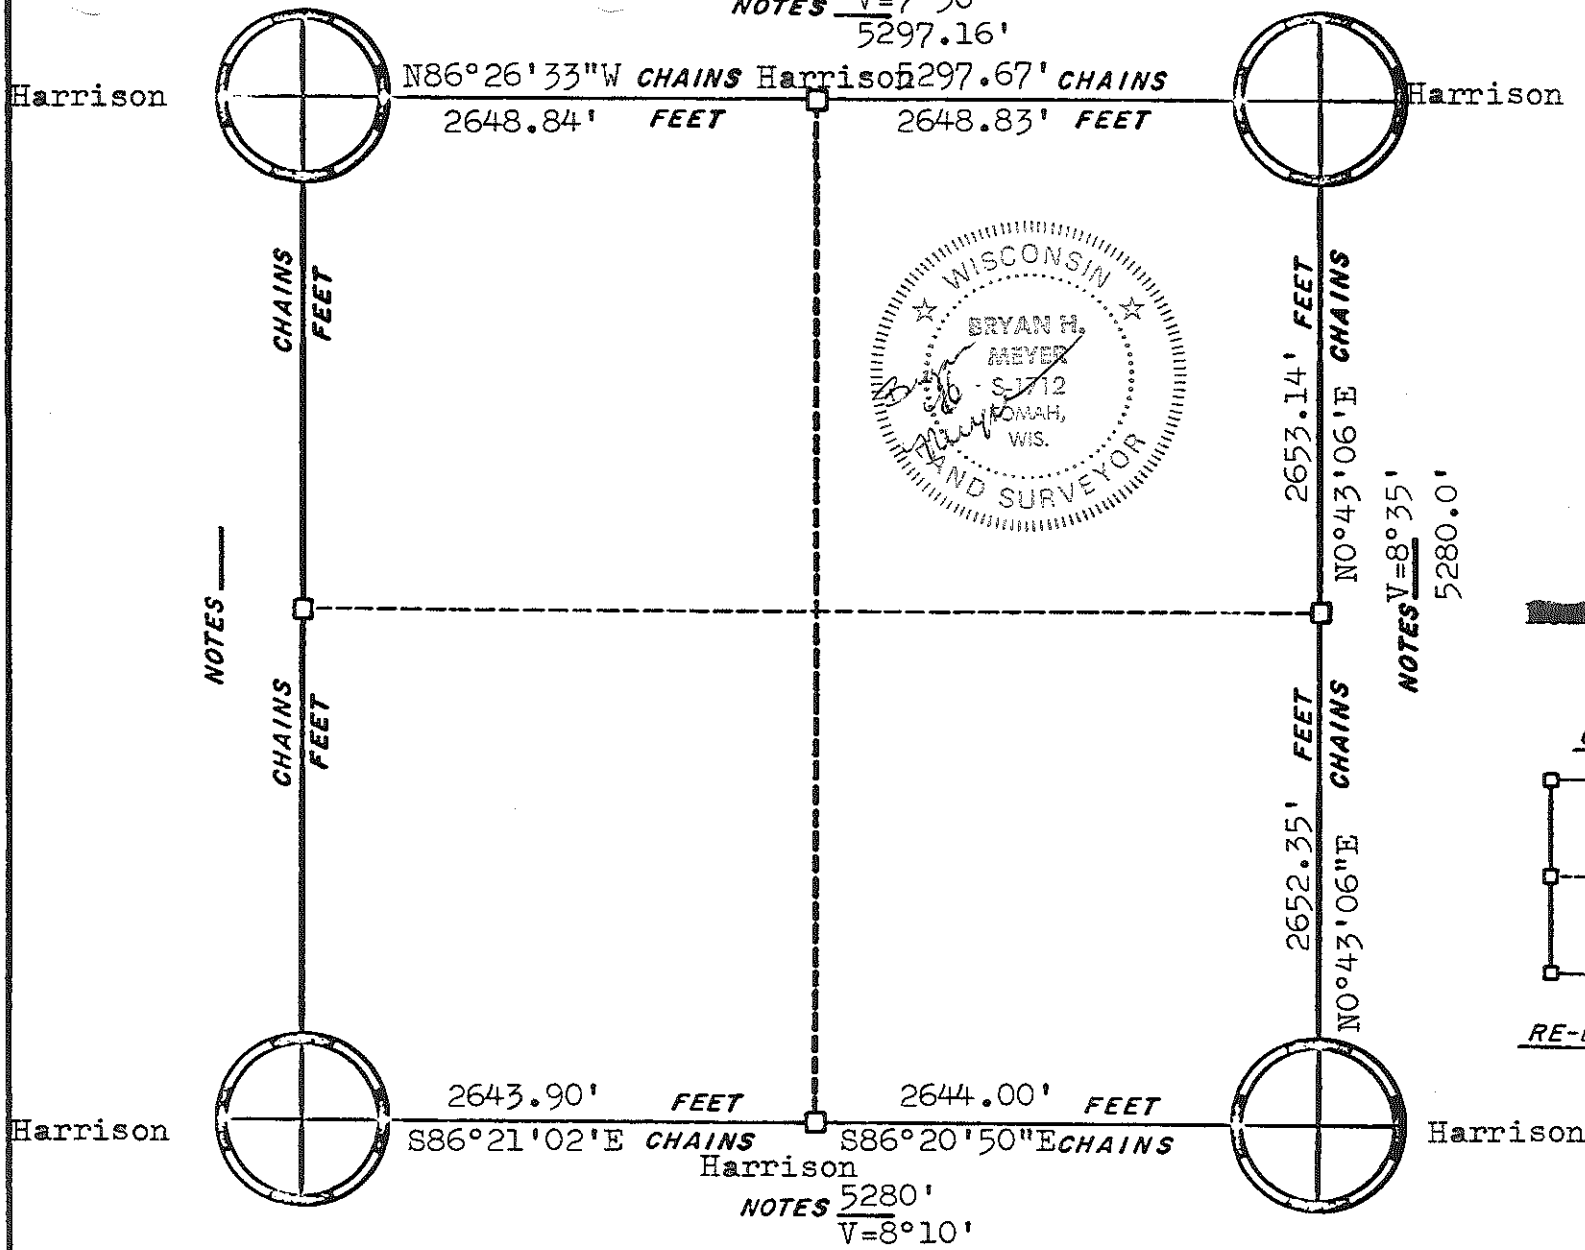 NOTES V=7°50'
5297.16'
N86°26'33"W CHAINS Harrison 5297.67' CHAINS
Harrison
Harrison
2648.84' FEET
2648.83' FEET
CHAINS
FEET
WISCONSIN
BRYAN H.
MEYER
S-1712
TOMAH,
WIS.
LAND SURVEYOR
2653.14' FEET
N0°43'06'E CHAINS
NOTES V=8°35'
5280.0'
NOTES
CHAINS
FEET
2652.35' FEET
N0°43'06"E CHAINS
2643.90' FEET
2644.00' FEET
Harrison
S86°21'02'E CHAINS
S86°20'50"E CHAINS
Harrison
Harrison
NOTES 5280'
V=8°10'